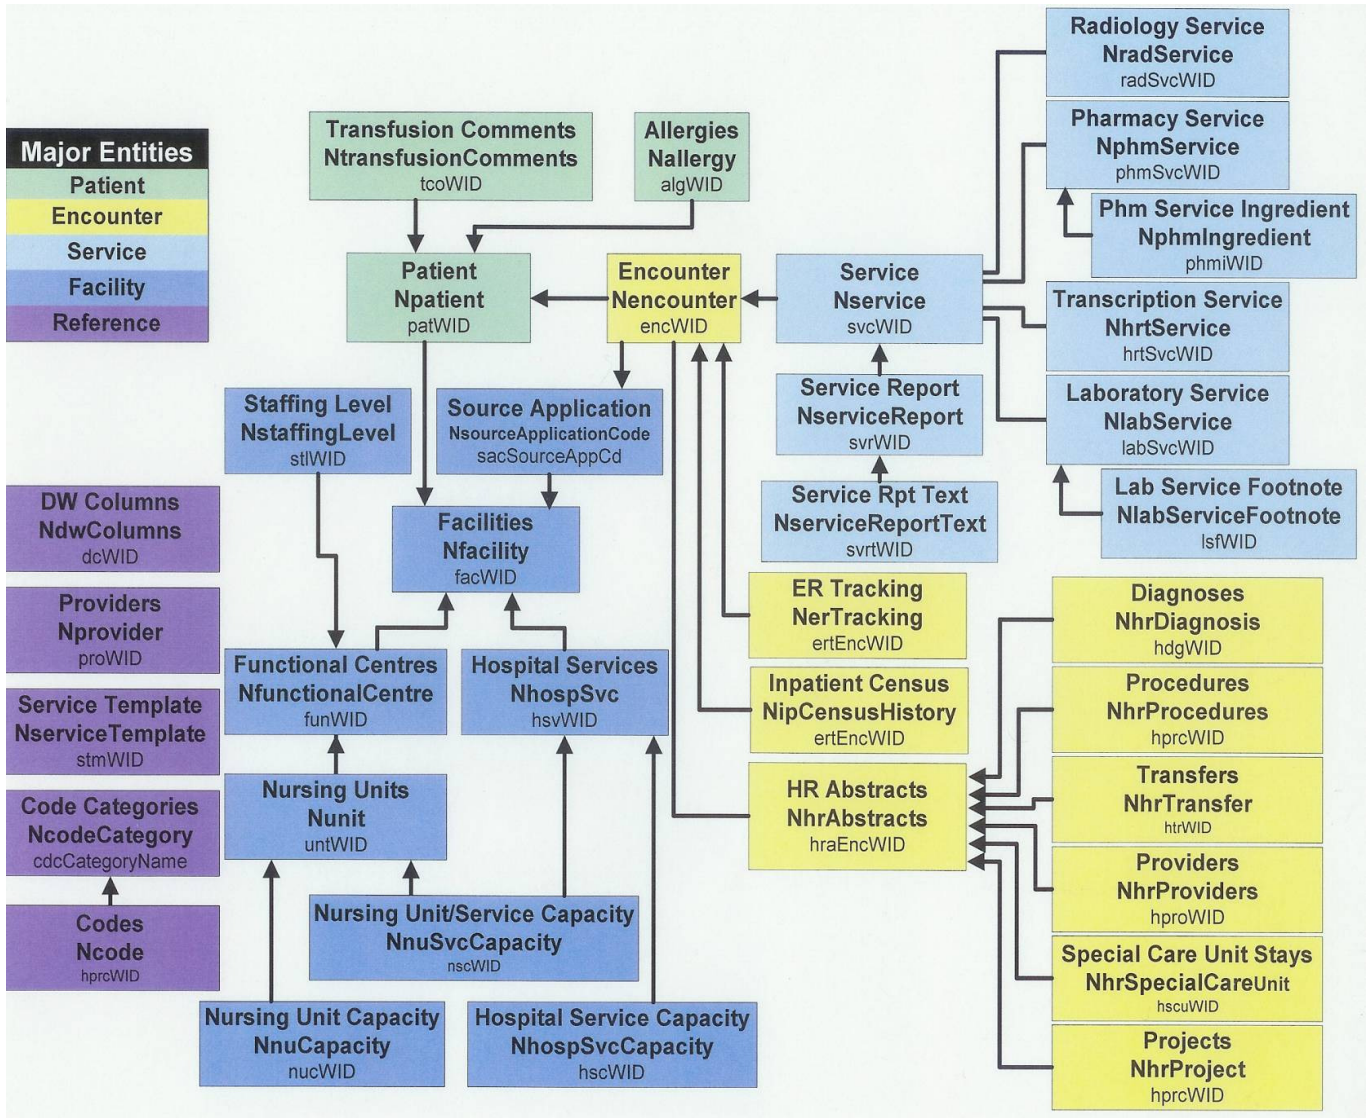 Major Entities
Patient
Encounter
Service
Facility
Reference
Transfusion Comments
NtransfusionComments
tcoWID
Allergies
Nallergy
algWID
Patient
Npatient
patWID
Encounter
Nencounter
encWID
Service
Nservice
svcWID
Radiology Service
NradService
radSvcWID
Pharmacy Service
NphmService
phmSvcWID
Phm Service Ingredient
NphmIngredient
phmiWID
Transcription Service
NhrtService
hrtSvcWID
Laboratory Service
NlabService
labSvcWID
Lab Service Footnote
NlabServiceFootnote
lsfWID
Service Report
NserviceReport
svrWID
Service Rpt Text
NserviceReportText
svrtWID
Staffing Level
NstaffingLevel
stlWID
Source Application
NsourceApplicationCode
sacSourceAppCd
Facilities
Nfacility
facWID
Functional Centres
NfunctionalCentre
funWID
Hospital Services
NhospSvc
hsvWID
Nursing Units
Nunit
untWID
Nursing Unit/Service Capacity
NnuSvcCapacity
nscWID
Nursing Unit Capacity
NnuCapacity
nucWID
Hospital Service Capacity
NhospSvcCapacity
hscWID
DW Columns
NdwColumns
dcWID
Providers
Nprovider
proWID
Service Template
NserviceTemplate
stmWID
Code Categories
NcodeCategory
cdcCategoryName
Codes
Ncode
hprcWID
ER Tracking
NerTracking
ertEncWID
Inpatient Census
NipCensusHistory
ertEncWID
HR Abstracts
NhrAbstracts
hraEncWID
Diagnoses
NhrDiagnosis
hdgWID
Procedures
NhrProcedures
hprcWID
Transfers
NhrTransfer
htrWID
Providers
NhrProviders
hproWID
Special Care Unit Stays
NhrSpecialCareUnit
hscuWID
Projects
NhrProject
hprcWID